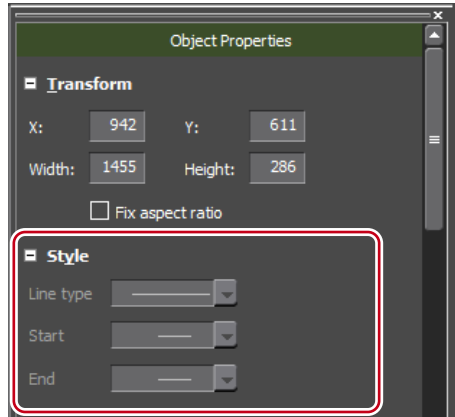 Object Properties
Transform
X: 942 Y: 611
Width: 1455 Height: 286
Fix aspect ratio
Style
Line type
Start
End